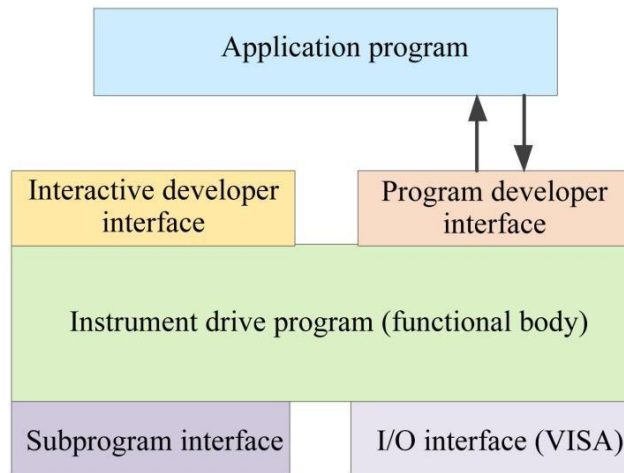 Application program
Interactive developer
interface
Program developer
interface
Instrument drive program (functional body)
Subprogram interface
I/O interface (VISA)